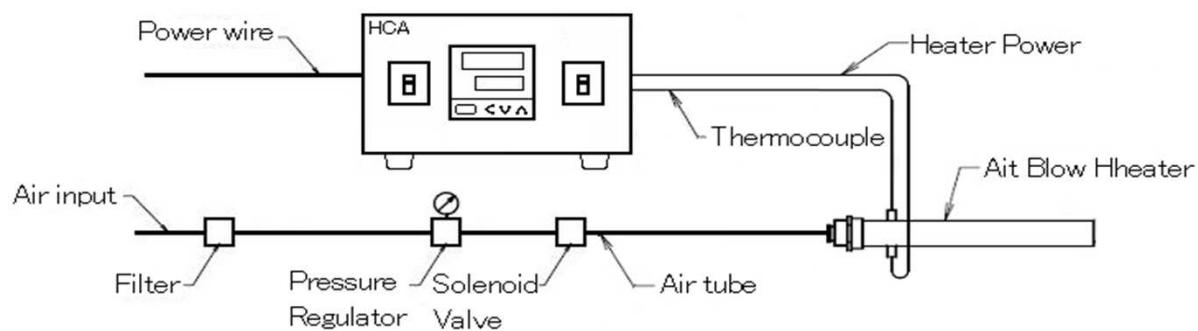 Power wire
HCA
Heater Power
Thermocouple
Ait Blow Hheater
Air input
Filter
Pressure
Regulator
Solenoid
Valve
Air tube